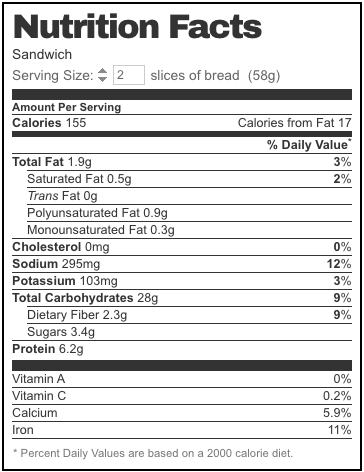 Nutrition Facts
Sandwich
Serving Size: 2 slices of bread (58g)
Amount Per Serving
Calories 155 Calories from Fat 17
% Daily Value*
Total Fat 1.9g 3%
Saturated Fat 0.5g 2%
Trans Fat 0g
Polyunsaturated Fat 0.9g
Monounsaturated Fat 0.3g
Cholesterol 0mg 0%
Sodium 295mg 12%
Potassium 103mg 3%
Total Carbohydrates 28g 9%
Dietary Fiber 2.3g 9%
Sugars 3.4g
Protein 6.2g
Vitamin A 0%
Vitamin C 0.2%
Calcium 5.9%
Iron 11%
* Percent Daily Values are based on a 2000 calorie diet.